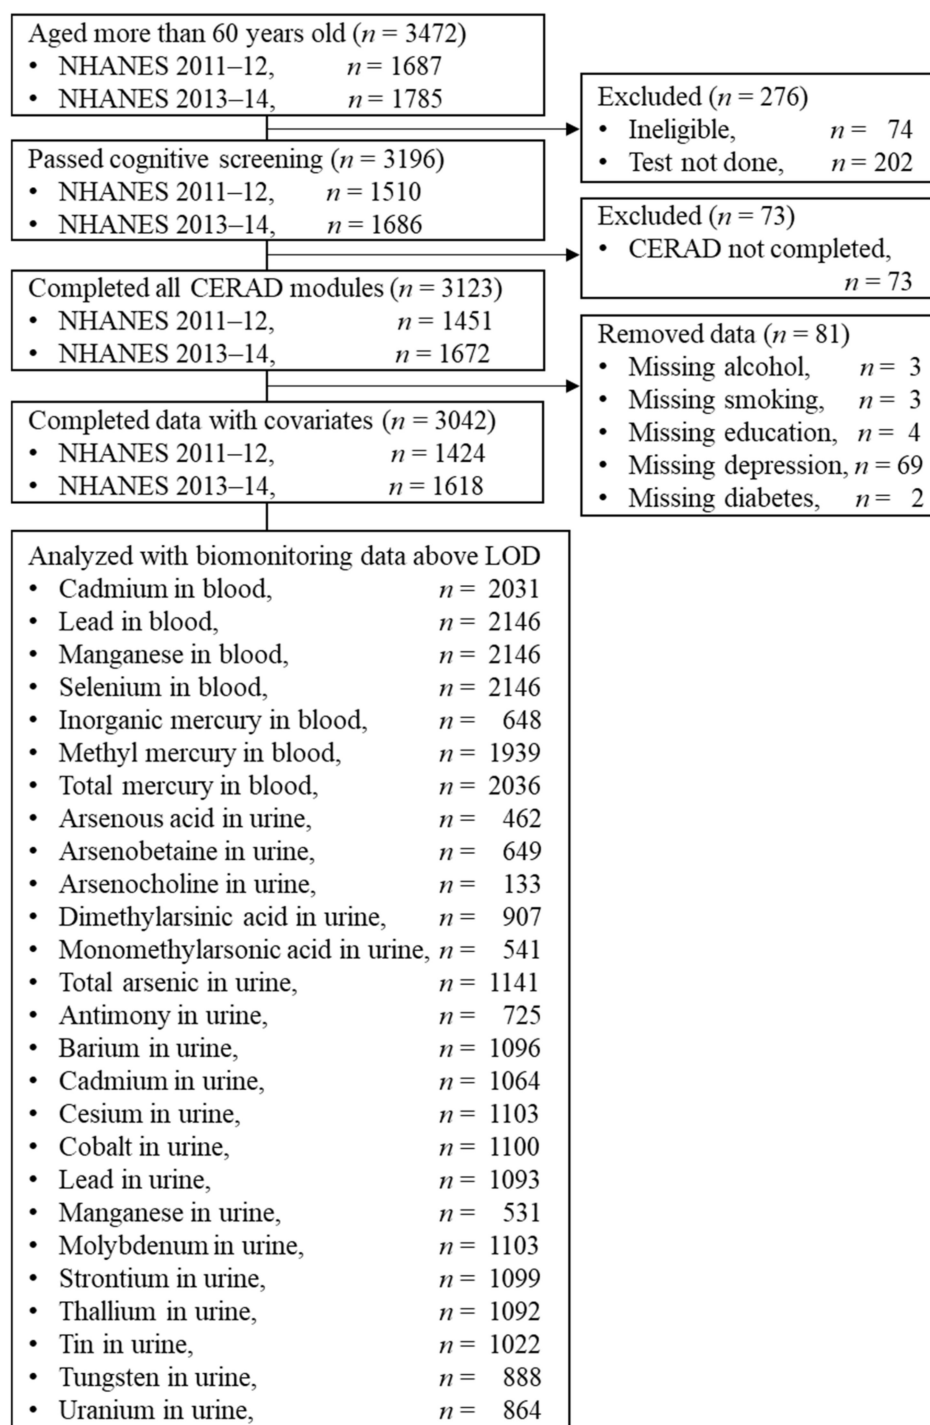 Aged more than 60 years old (n = 3472)
• NHANES 2011–12, n = 1687
• NHANES 2013–14, n = 1785
Excluded (n = 276)
• Ineligible, n = 74
• Test not done, n = 202
Passed cognitive screening (n = 3196)
• NHANES 2011–12, n = 1510
• NHANES 2013–14, n = 1686
Excluded (n = 73)
• CERAD not completed,
n = 73
Completed all CERAD modules (n = 3123)
• NHANES 2011–12, n = 1451
• NHANES 2013–14, n = 1672
Removed data (n = 81)
• Missing alcohol, n = 3
• Missing smoking, n = 3
• Missing education, n = 4
• Missing depression, n = 69
• Missing diabetes, n = 2
Completed data with covariates (n = 3042)
• NHANES 2011–12, n = 1424
• NHANES 2013–14, n = 1618
Analyzed with biomonitoring data above LOD
• Cadmium in blood, n = 2031
• Lead in blood, n = 2146
• Manganese in blood, n = 2146
• Selenium in blood, n = 2146
• Inorganic mercury in blood, n = 648
• Methyl mercury in blood, n = 1939
• Total mercury in blood, n = 2036
• Arsenous acid in urine, n = 462
• Arsenobetaine in urine, n = 649
• Arsenocholine in urine, n = 133
• Dimethylarsinic acid in urine, n = 907
• Monomethylarsonic acid in urine, n = 541
• Total arsenic in urine, n = 1141
• Antimony in urine, n = 725
• Barium in urine, n = 1096
• Cadmium in urine, n = 1064
• Cesium in urine, n = 1103
• Cobalt in urine, n = 1100
• Lead in urine, n = 1093
• Manganese in urine, n = 531
• Molybdenum in urine, n = 1103
• Strontium in urine, n = 1099
• Thallium in urine, n = 1092
• Tin in urine, n = 1022
• Tungsten in urine, n = 888
• Uranium in urine, n = 864